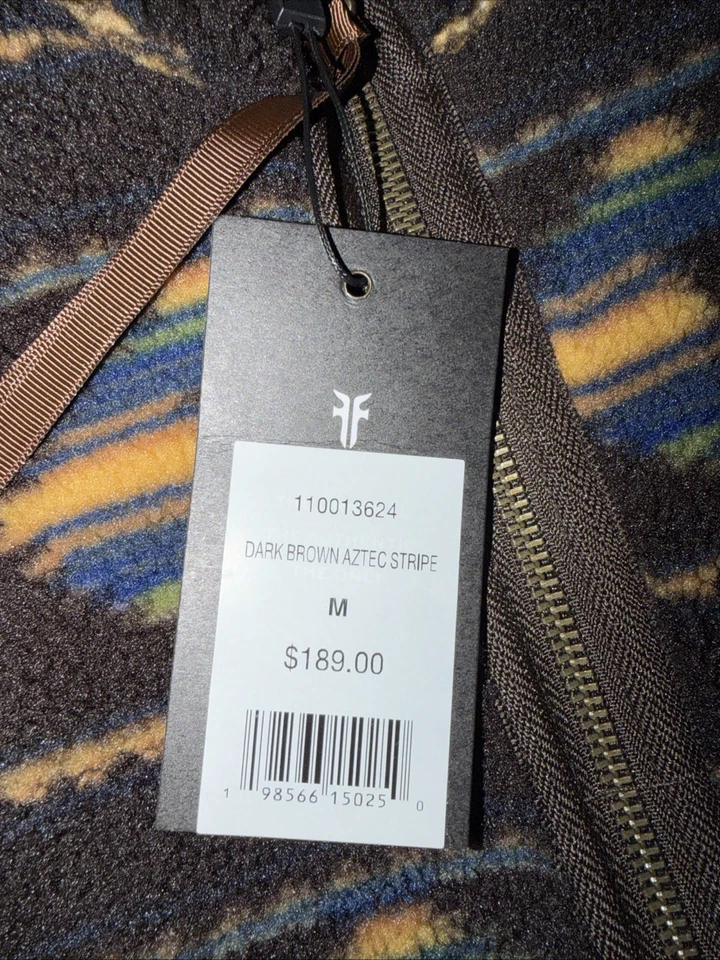 110013624
DARK BROWN AZTEC STRIPE
M
$189.00
1 98566 15025 0